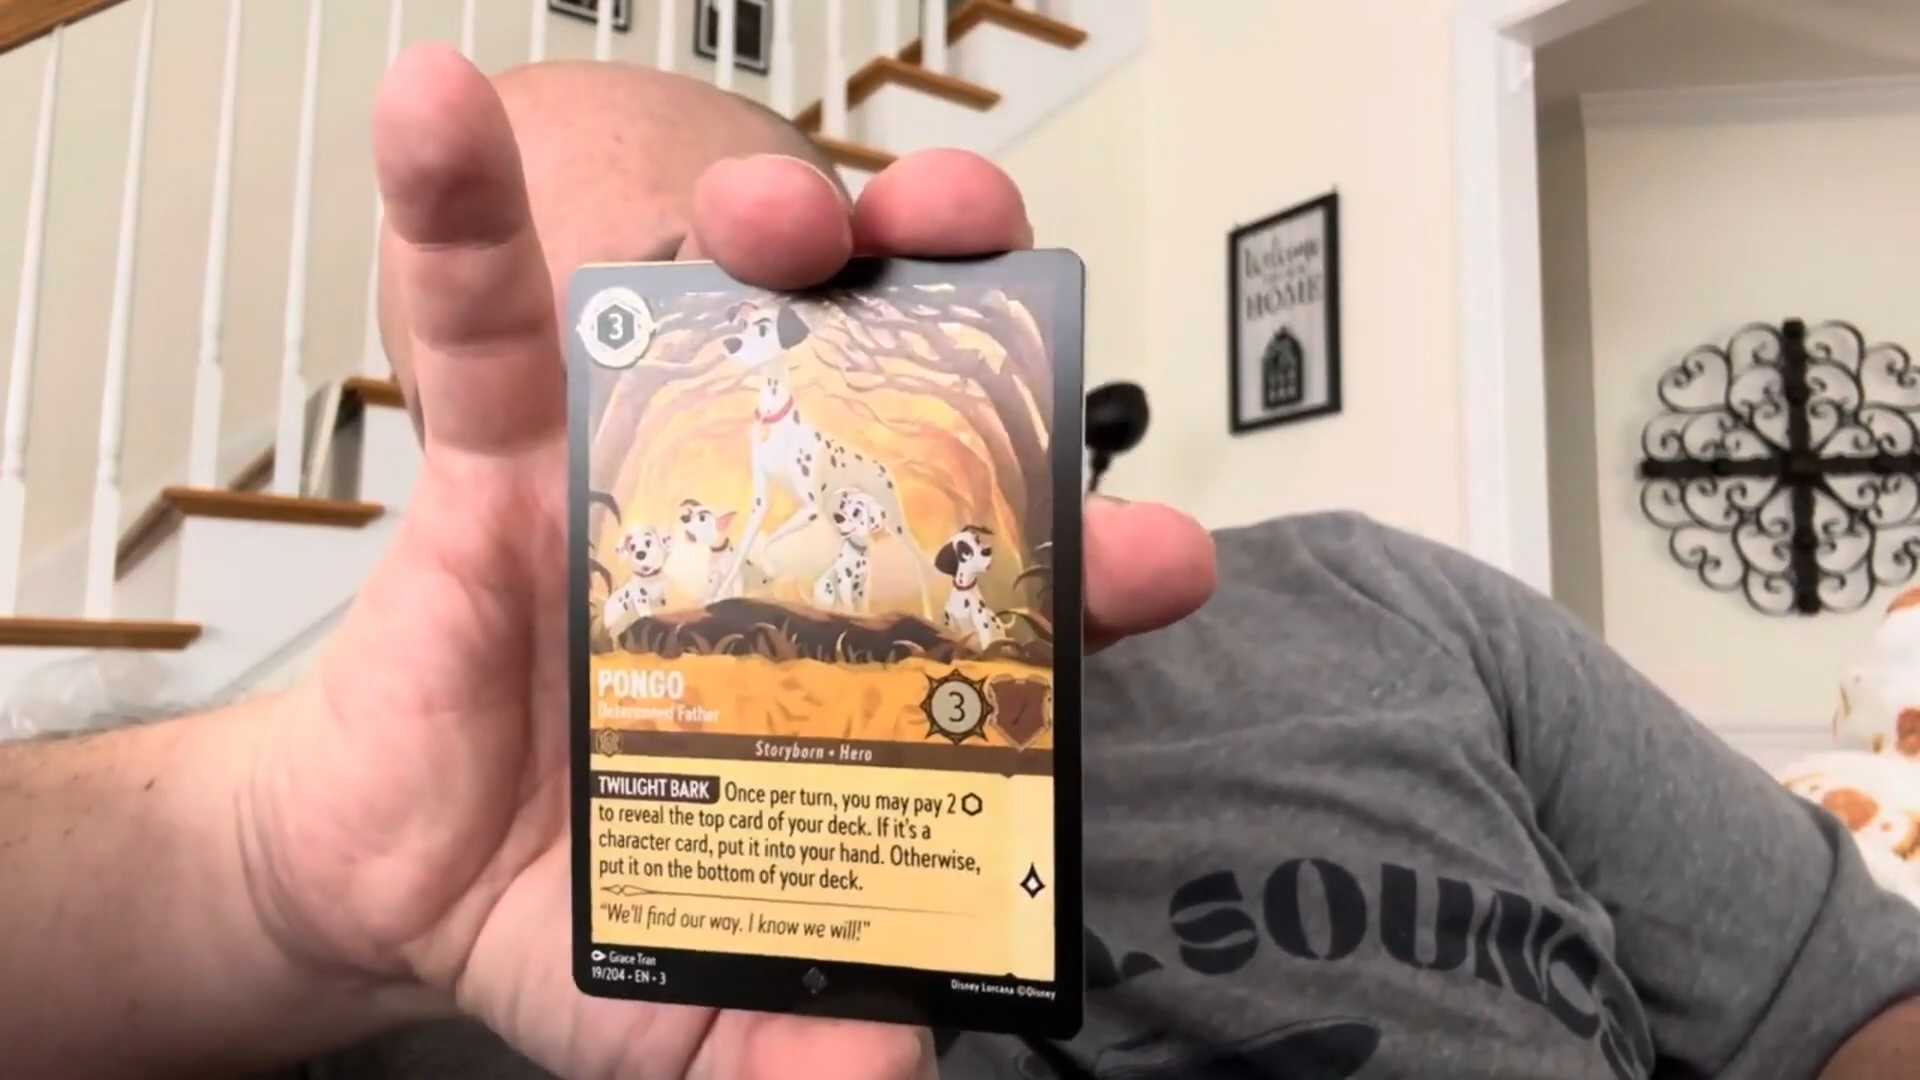 Welcome
HOME
3
PONGO
3
Determined Father
Storyborn • Hero
TWILIGHT BARK Once per turn, you may pay 2 ⬡
to reveal the top card of your deck. If it's a
character card, put it into your hand. Otherwise,
put it on the bottom of your deck.
"We'll find our way. I know we will!"
Grace Tran
19/204 • EN • 3
Disney Lorcana ©Disney
SOUND